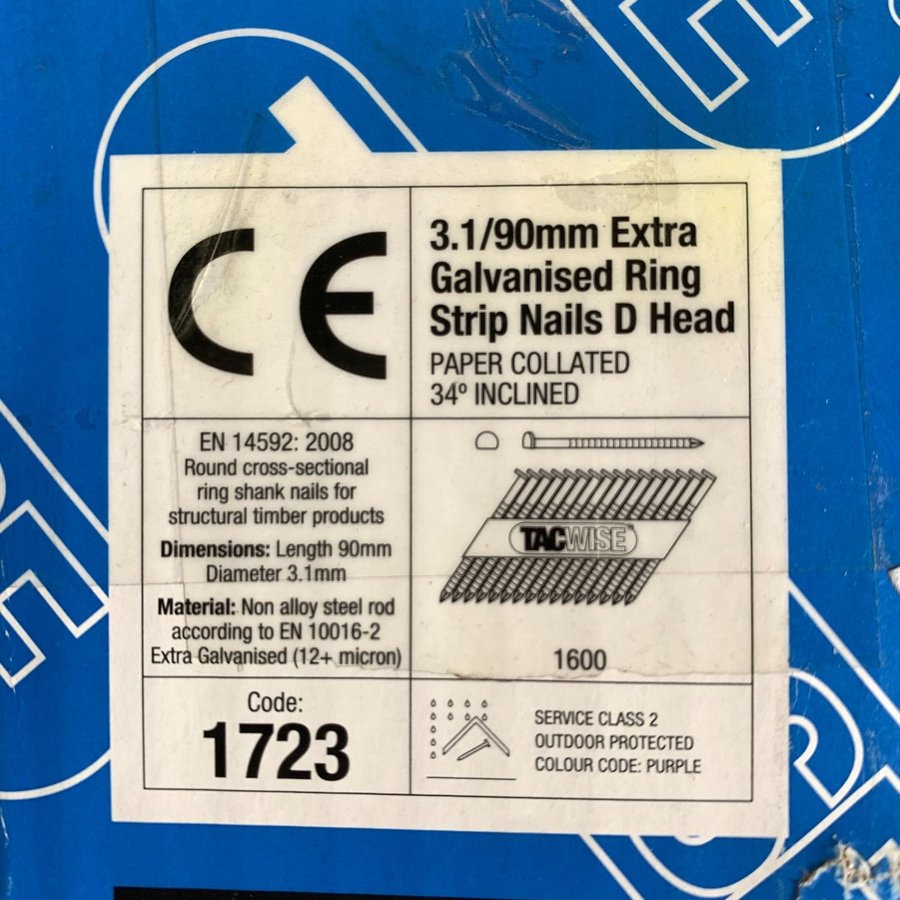 CE
3.1/90mm Extra
Galvanised Ring
Strip Nails D Head
PAPER COLLATED
34º INCLINED
EN 14592: 2008
Round cross-sectional
ring shank nails for
structural timber products
Dimensions: Length 90mm
Diameter 3.1mm
Material: Non alloy steel rod
according to EN 10016-2
Extra Galvanised (12+ micron)
TACWISE™
1600
Code:
1723
SERVICE CLASS 2
OUTDOOR PROTECTED
COLOUR CODE: PURPLE